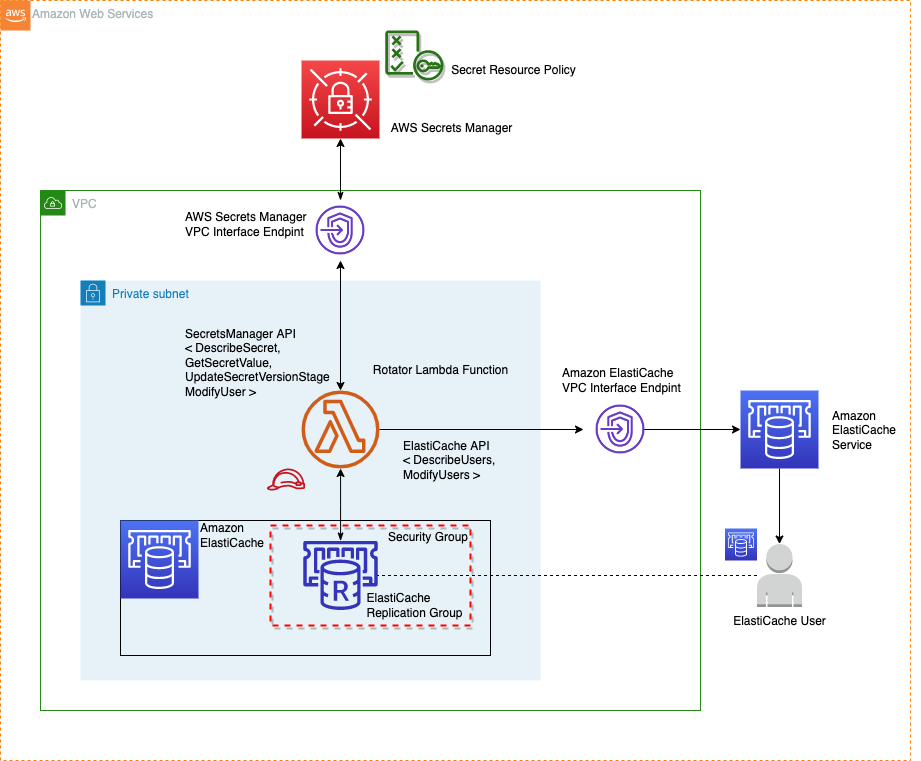 aws
Amazon Web Services
Secret Resource Policy
AWS Secrets Manager
VPC
AWS Secrets Manager
VPC Interface Endpint
Private subnet
SecretsManager API
< DescribeSecret,
GetSecretValue,
UpdateSecretVersionStage
ModifyUser >
Rotator Lambda Function
Amazon ElastiCache
VPC Interface Endpint
Amazon
ElastiCache
Service
ElastiCache API
< DescribeUsers,
ModifyUsers >
Amazon
ElastiCache
Security Group
R
ElastiCache
Replication Group
ElastiCache User